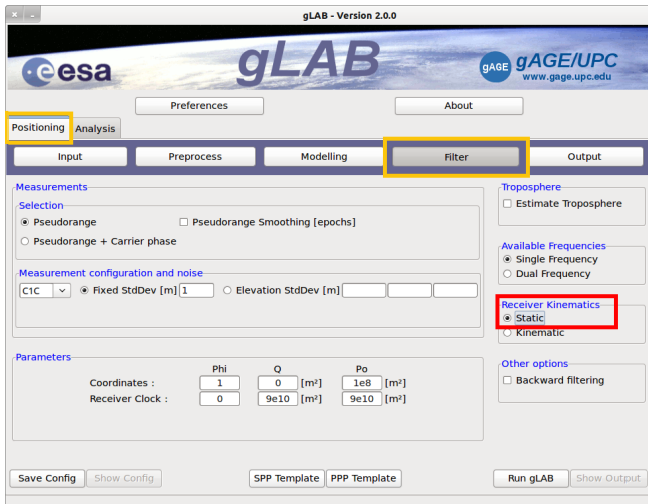 gLAB - Version 2.0.0
esa
gLAB
gAGE gAGE/UPC
www.gage.upc.edu
Preferences About
Positioning Analysis
Input Preprocess Modelling Filter Output
Measurements
Selection
Pseudorange Pseudorange Smoothing [epochs]
Pseudorange + Carrier phase
Measurement configuration and noise
C1C Fixed StdDev [m] 1 Elevation StdDev [m]
Troposphere
Estimate Troposphere
Available Frequencies
Single Frequency
Dual Frequency
Receiver Kinematics
Static
Kinematic
Parameters
Phi Q Po
Coordinates : 1 0 [m²] 1e8 [m²]
Receiver Clock : 0 9e10 [m²] 9e10 [m²]
Other options
Backward filtering
Save Config Show Config SPP Template PPP Template Run gLAB Show Output